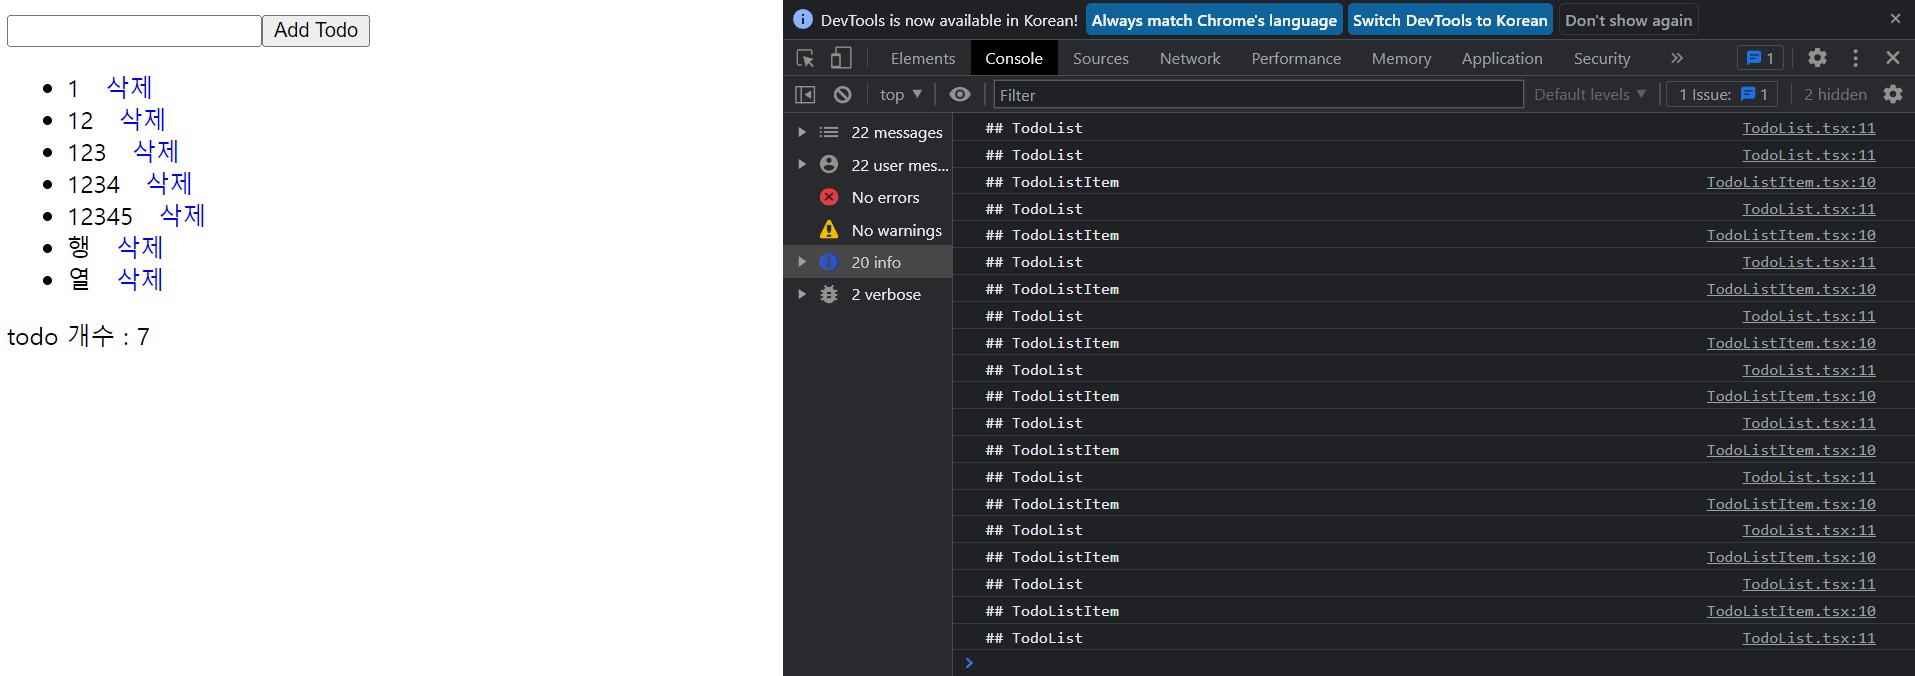 Add Todo
1 삭제
12 삭제
123 삭제
1234 삭제
12345 삭제
행 삭제
열 삭제
todo 개수 : 7
DevTools is now available in Korean! Always match Chrome's language Switch DevTools to Korean Don't show again ×
Elements Console Sources Network Performance Memory Application Security » 1
top ▼ Filter Default levels ▼ 1 Issue: 1 2 hidden
22 messages
22 user mes...
No errors
No warnings
20 info
2 verbose
## TodoList TodoList.tsx:11
## TodoList TodoList.tsx:11
## TodoListItem TodoListItem.tsx:10
## TodoList TodoList.tsx:11
## TodoListItem TodoListItem.tsx:10
## TodoList TodoList.tsx:11
## TodoListItem TodoListItem.tsx:10
## TodoList TodoList.tsx:11
## TodoListItem TodoListItem.tsx:10
## TodoList TodoList.tsx:11
## TodoListItem TodoListItem.tsx:10
## TodoList TodoList.tsx:11
## TodoListItem TodoListItem.tsx:10
## TodoList TodoList.tsx:11
## TodoListItem TodoListItem.tsx:10
## TodoList TodoList.tsx:11
## TodoListItem TodoListItem.tsx:10
## TodoList TodoList.tsx:11
## TodoListItem TodoListItem.tsx:10
## TodoList TodoList.tsx:11